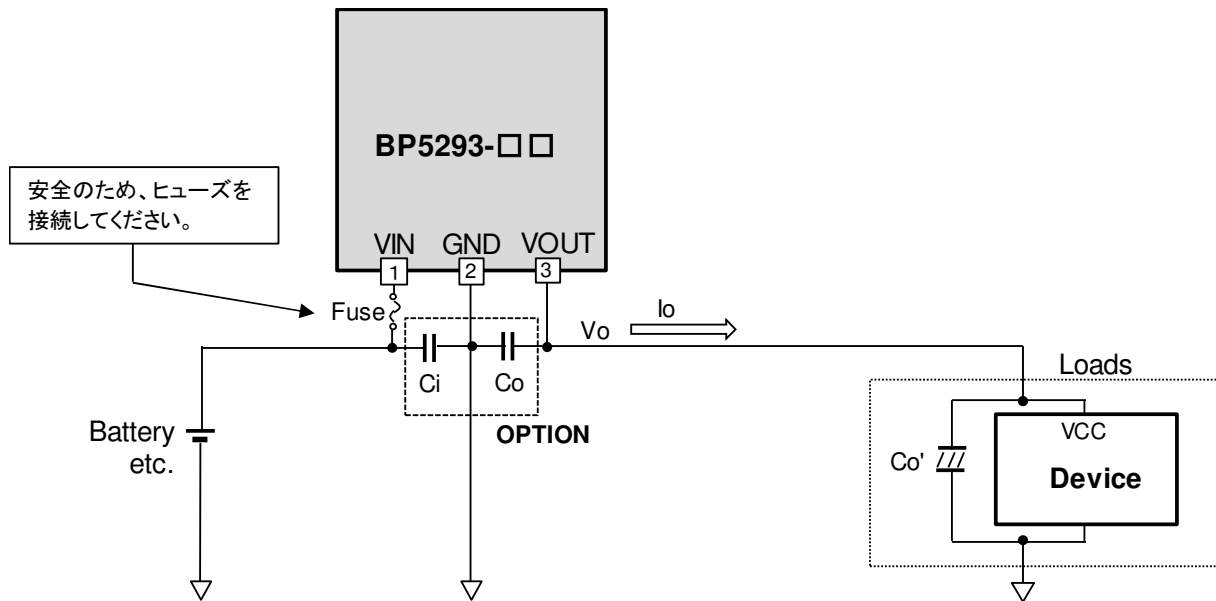 BP5293-□□
安全のため、ヒューズを
接続してください。
VIN GND VOUT
1 2 3
Fuse
Ci Co
OPTION
Vo
Io
Battery
etc.
Loads
Co'
VCC
Device